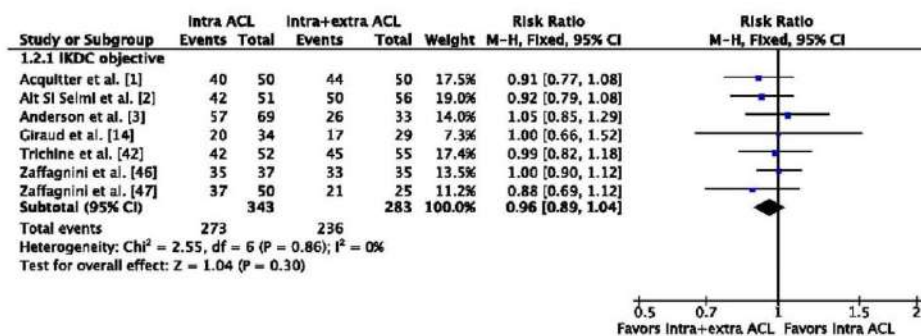 Intra ACL Intra+extra ACL Risk Ratio Risk Ratio
Study or Subgroup Events Total Events Total Weight M-H, Fixed, 95% CI M-H, Fixed, 95% CI
1.2.1 IKDC objective
Acquitter et al. [1] 40 50 44 50 17.5% 0.91 [0.77, 1.08]
Ait Si Selmi et al. [2] 42 51 50 56 19.0% 0.92 [0.79, 1.08]
Anderson et al. [3] 57 69 26 33 14.0% 1.05 [0.85, 1.29]
Giraud et al. [14] 20 34 17 29 7.3% 1.00 [0.66, 1.52]
Trichine et al. [42] 42 52 45 55 17.4% 0.99 [0.82, 1.18]
Zaffagnini et al. [46] 35 37 33 35 13.5% 1.00 [0.90, 1.12]
Zaffagnini et al. [47] 37 50 21 25 11.2% 0.88 [0.69, 1.12]
Subtotal (95% CI) 343 283 100.0% 0.96 [0.89, 1.04]
Total events 273 236
Heterogeneity: Chi² = 2.55, df = 6 (P = 0.86); I² = 0%
Test for overall effect: Z = 1.04 (P = 0.30)
0.5 0.7 1 1.5 2
Favors Intra+extra ACL Favors Intra ACL